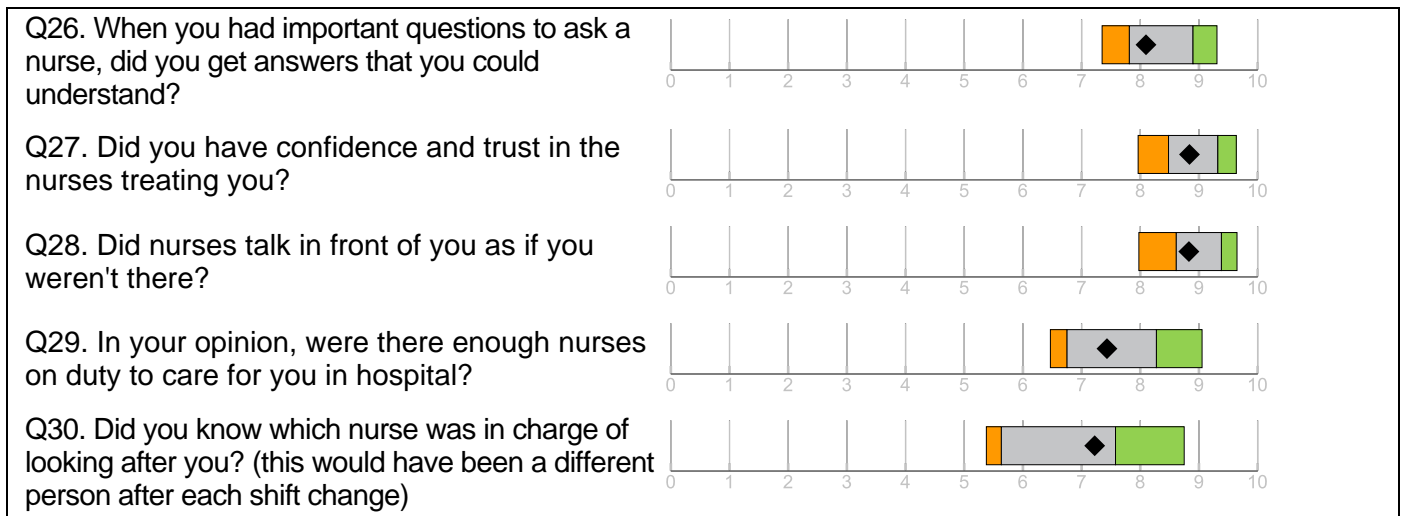 Q26. When you had important questions to ask a
nurse, did you get answers that you could
understand?
0 1 2 3 4 5 6 7 8 9 10
Q27. Did you have confidence and trust in the
nurses treating you?
0 1 2 3 4 5 6 7 8 9 10
Q28. Did nurses talk in front of you as if you
weren't there?
0 1 2 3 4 5 6 7 8 9 10
Q29. In your opinion, were there enough nurses
on duty to care for you in hospital?
0 1 2 3 4 5 6 7 8 9 10
Q30. Did you know which nurse was in charge of
looking after you? (this would have been a different
person after each shift change)
0 1 2 3 4 5 6 7 8 9 10